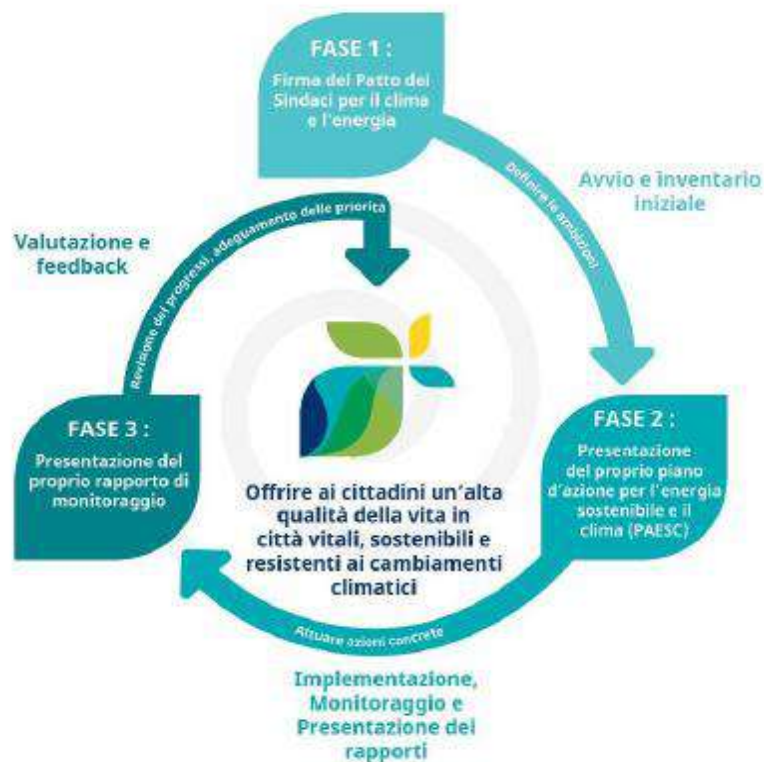 FASE 1 :
Firma del Patto dei
Sindaci per il clima
e l'energia
Definire le ambizioni
Avvio e inventario
iniziale
FASE 2 :
Presentazione
del proprio piano
d'azione per l'energia
sostenibile e il
clima (PAESC)
Attuare azioni concrete
Implementazione,
Monitoraggio e
Presentazione dei
rapporti
FASE 3 :
Presentazione del
proprio rapporto di
monitoraggio
Revisione dei progressi, adeguamento delle priorità
Valutazione e
feedback
Offrire ai cittadini un'alta
qualità della vita in
città vitali, sostenibili e
resistenti ai cambiamenti
climatici